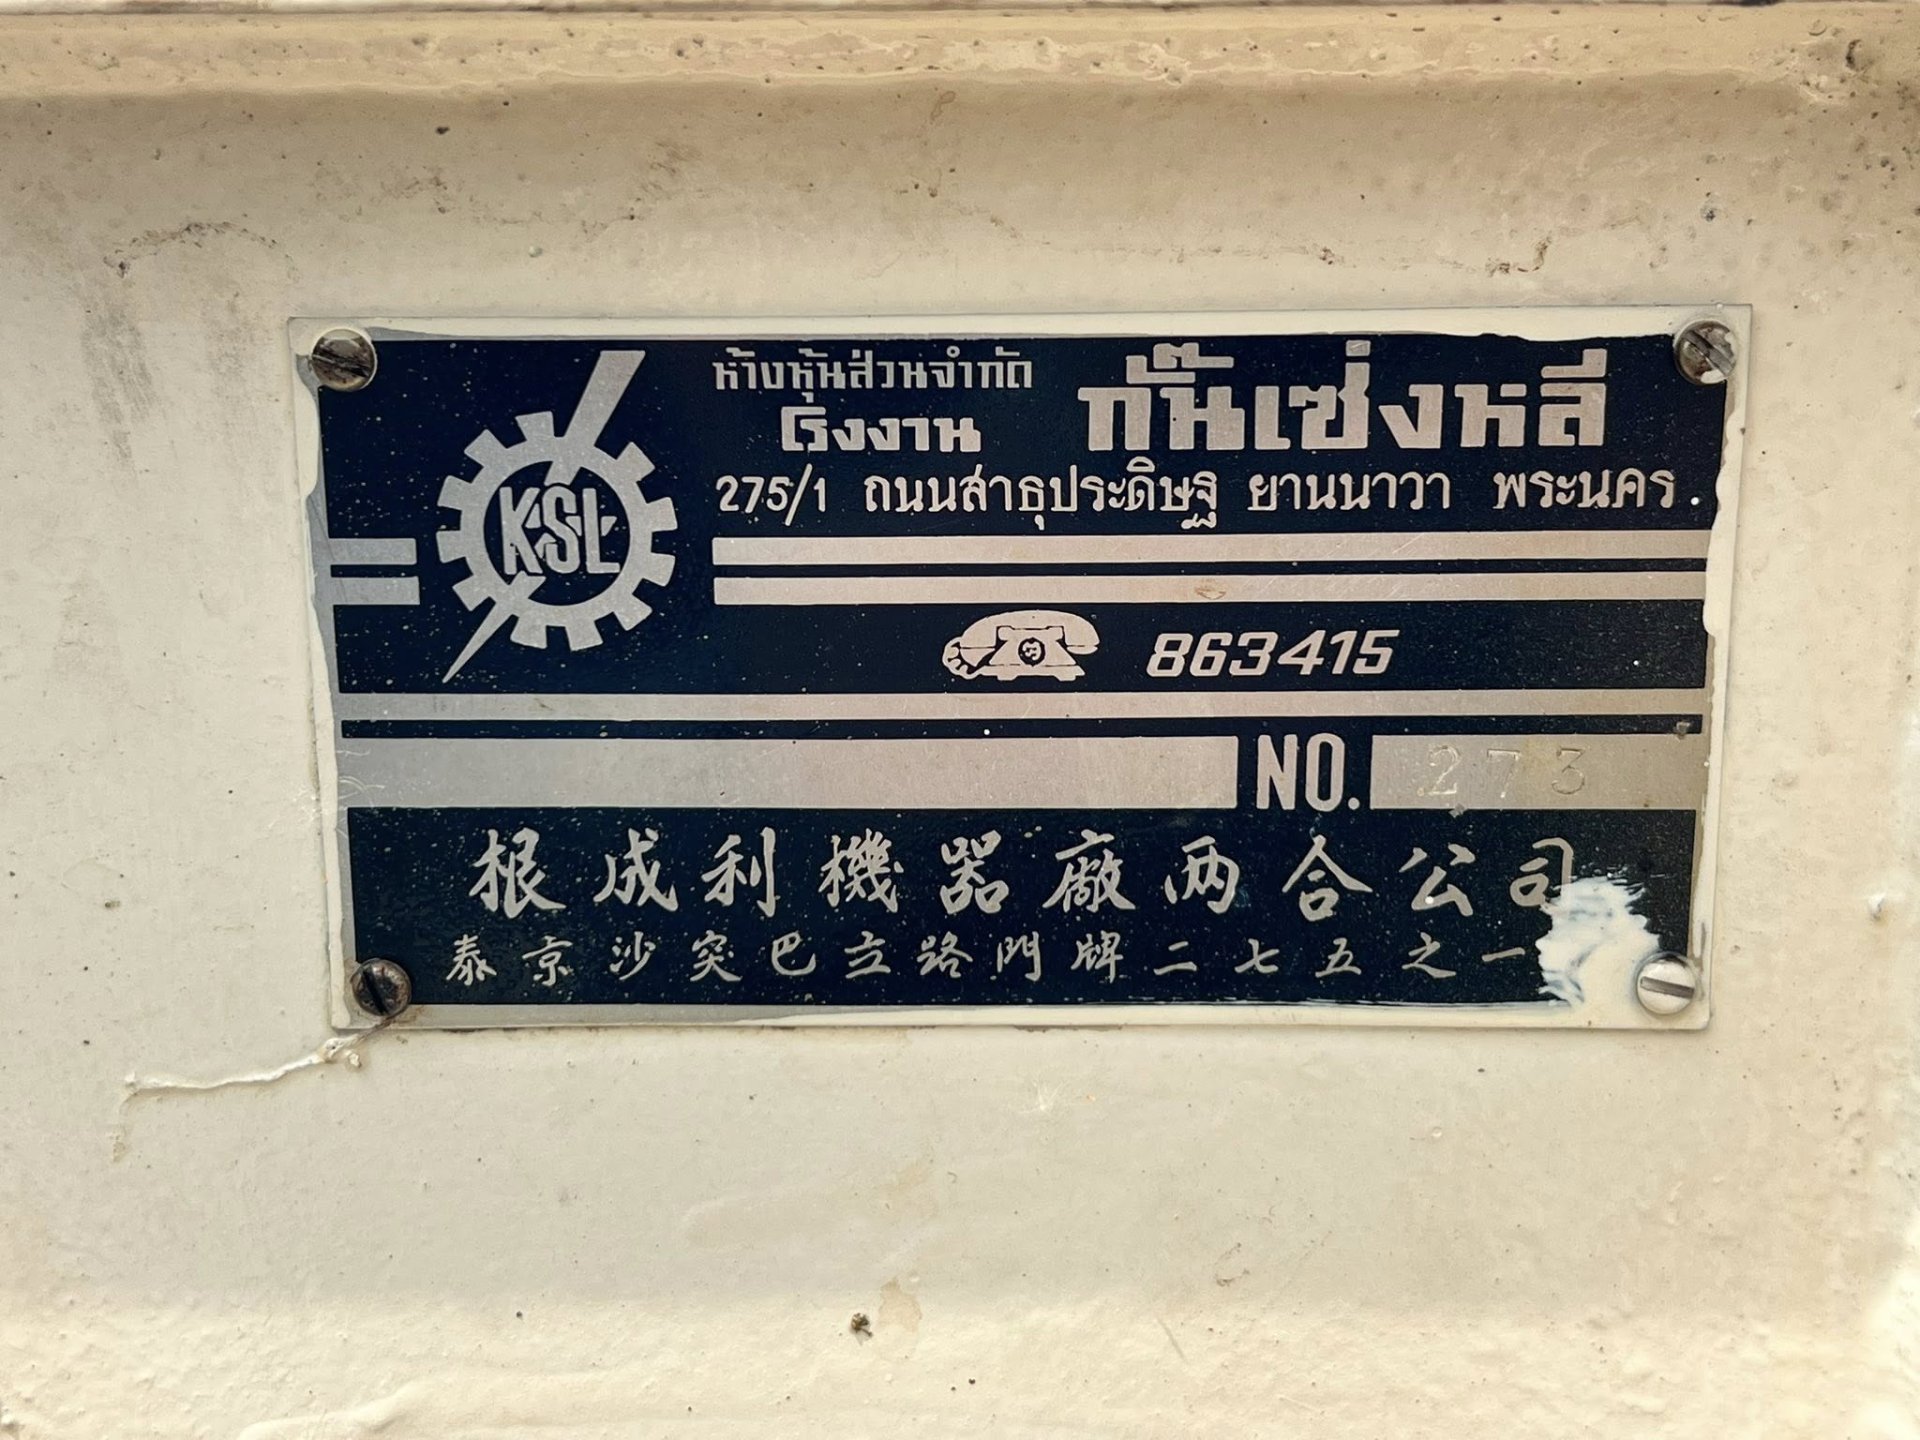 KSL
ห้างหุ้นส่วนจำกัด
โรงงาน
กั๊นเซ่งหลี
275/1 ถนนสาธุประดิษฐ ยานนาวา พระนคร.
863415
NO. 273
根成利機器廠两合公司
泰京沙突巴立路門牌二七五之一